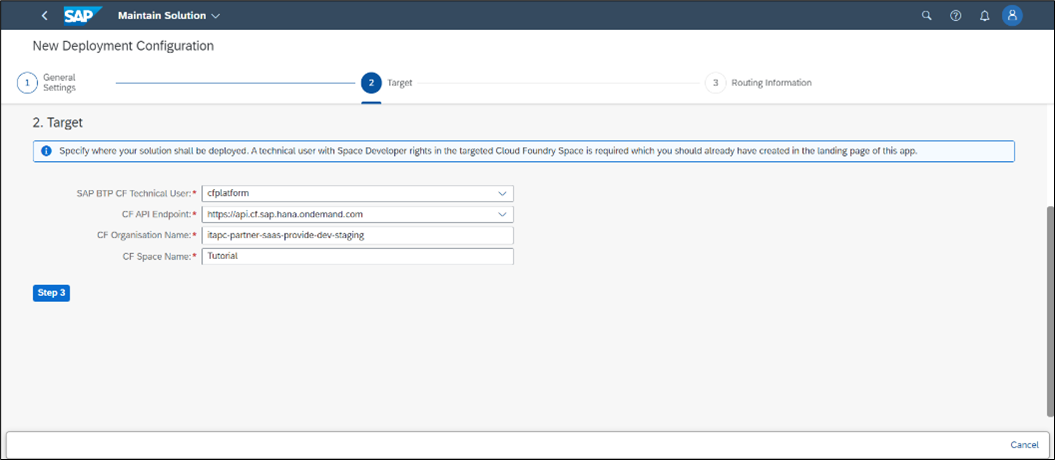 SAP Maintain Solution
New Deployment Configuration
1 General Settings
2 Target
3 Routing Information
2. Target
Specify where your solution shall be deployed. A technical user with Space Developer rights in the targeted Cloud Foundry Space is required which you should already have created in the landing page of this app.
SAP BTP CF Technical User:* cfplatform
CF API Endpoint:* https://api.cf.sap.hana.ondemand.com
CF Organisation Name:* itapc-partner-saas-provide-dev-staging
CF Space Name:* Tutorial
Step 3
Cancel